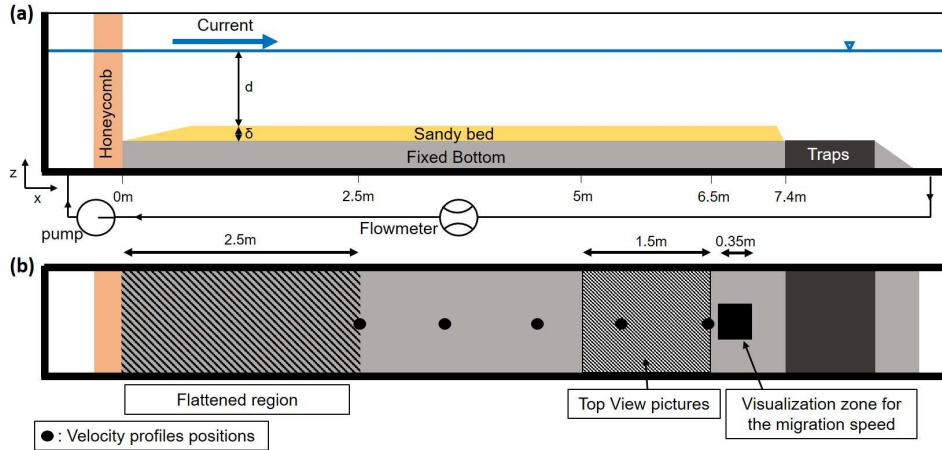 (a)
Current
Honeycomb
d
δ
Sandy bed
Fixed Bottom
Traps
z
x
0m
2.5m
5m
6.5m
7.4m
pump
Flowmeter
(b)
2.5m
1.5m
0.35m
Flattened region
Top View pictures
Visualization zone for
the migration speed
: Velocity profiles positions